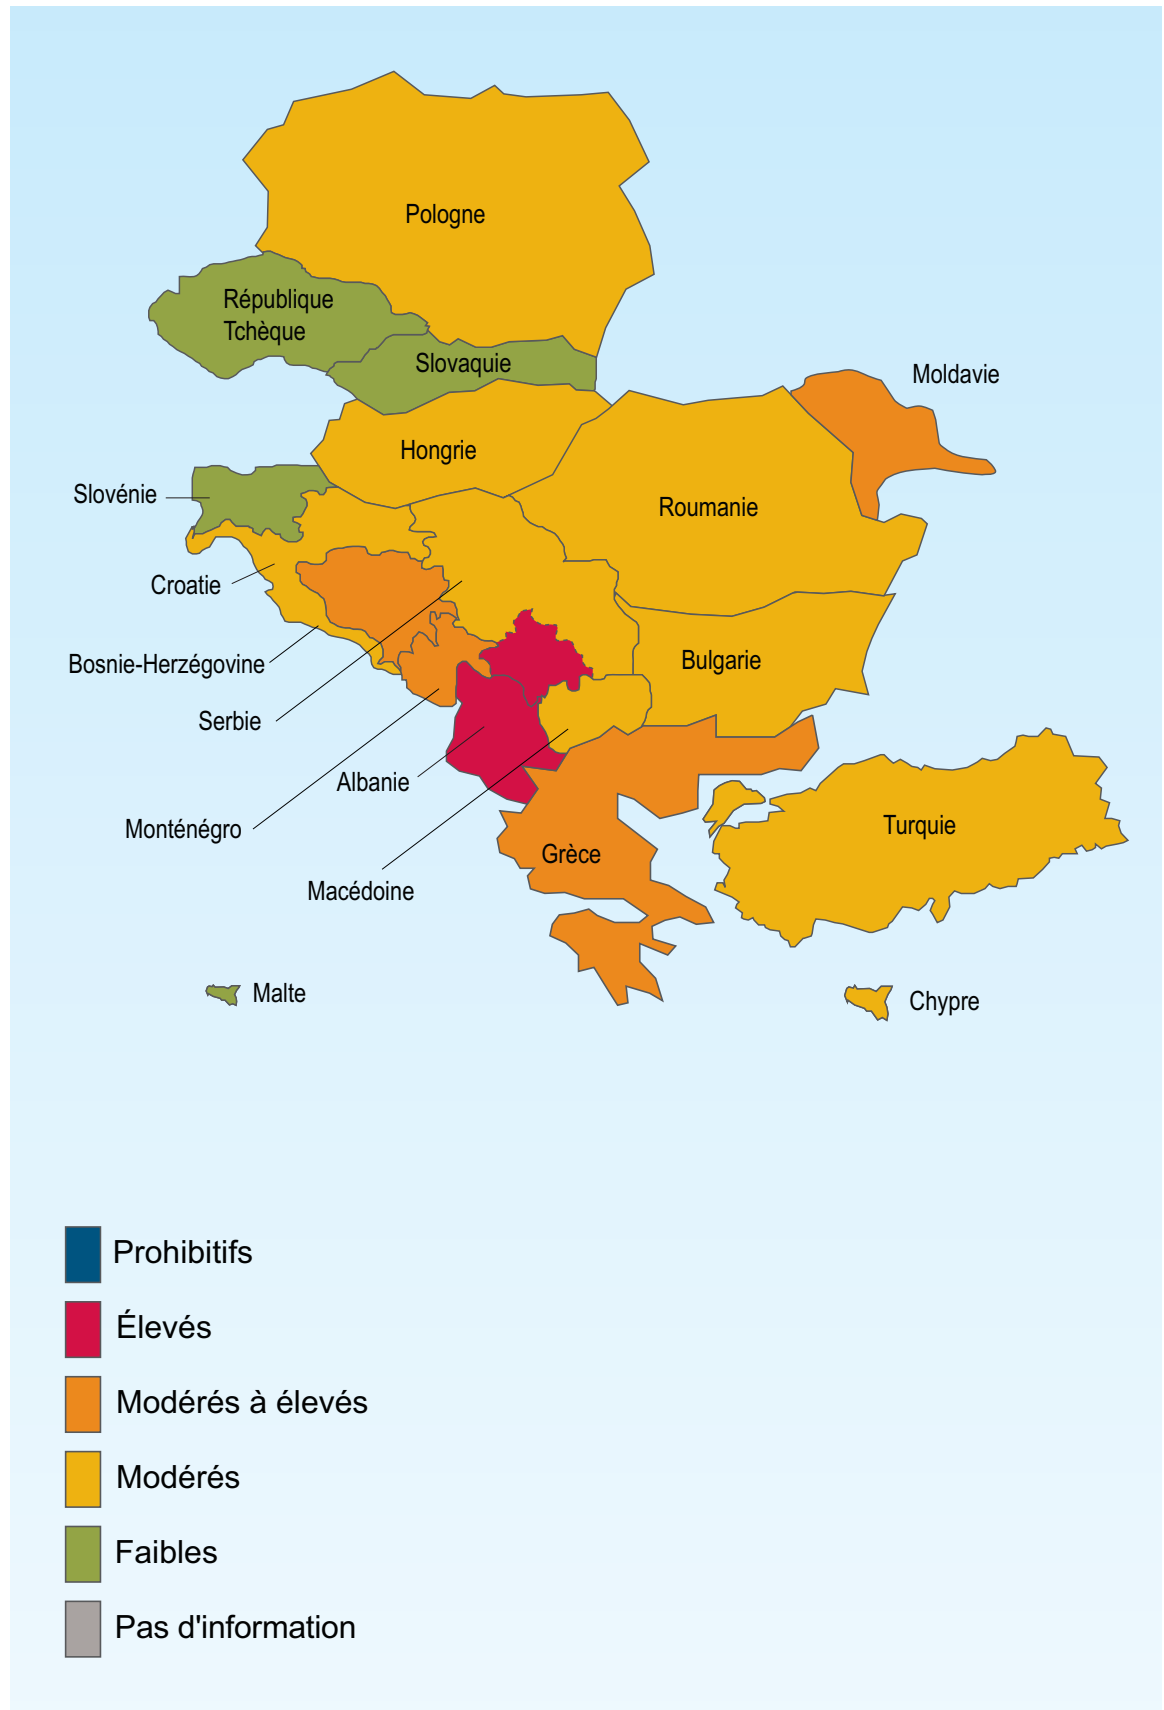 Pologne
République
Tchèque
Slovaquie
Moldavie
Hongrie
Slovénie
Roumanie
Croatie
Bosnie-Herzégovine
Bulgarie
Serbie
Albanie
Monténégro
Turquie
Grèce
Macédoine
Malte
Chypre
Prohibitifs
Élevés
Modérés à élevés
Modérés
Faibles
Pas d'information